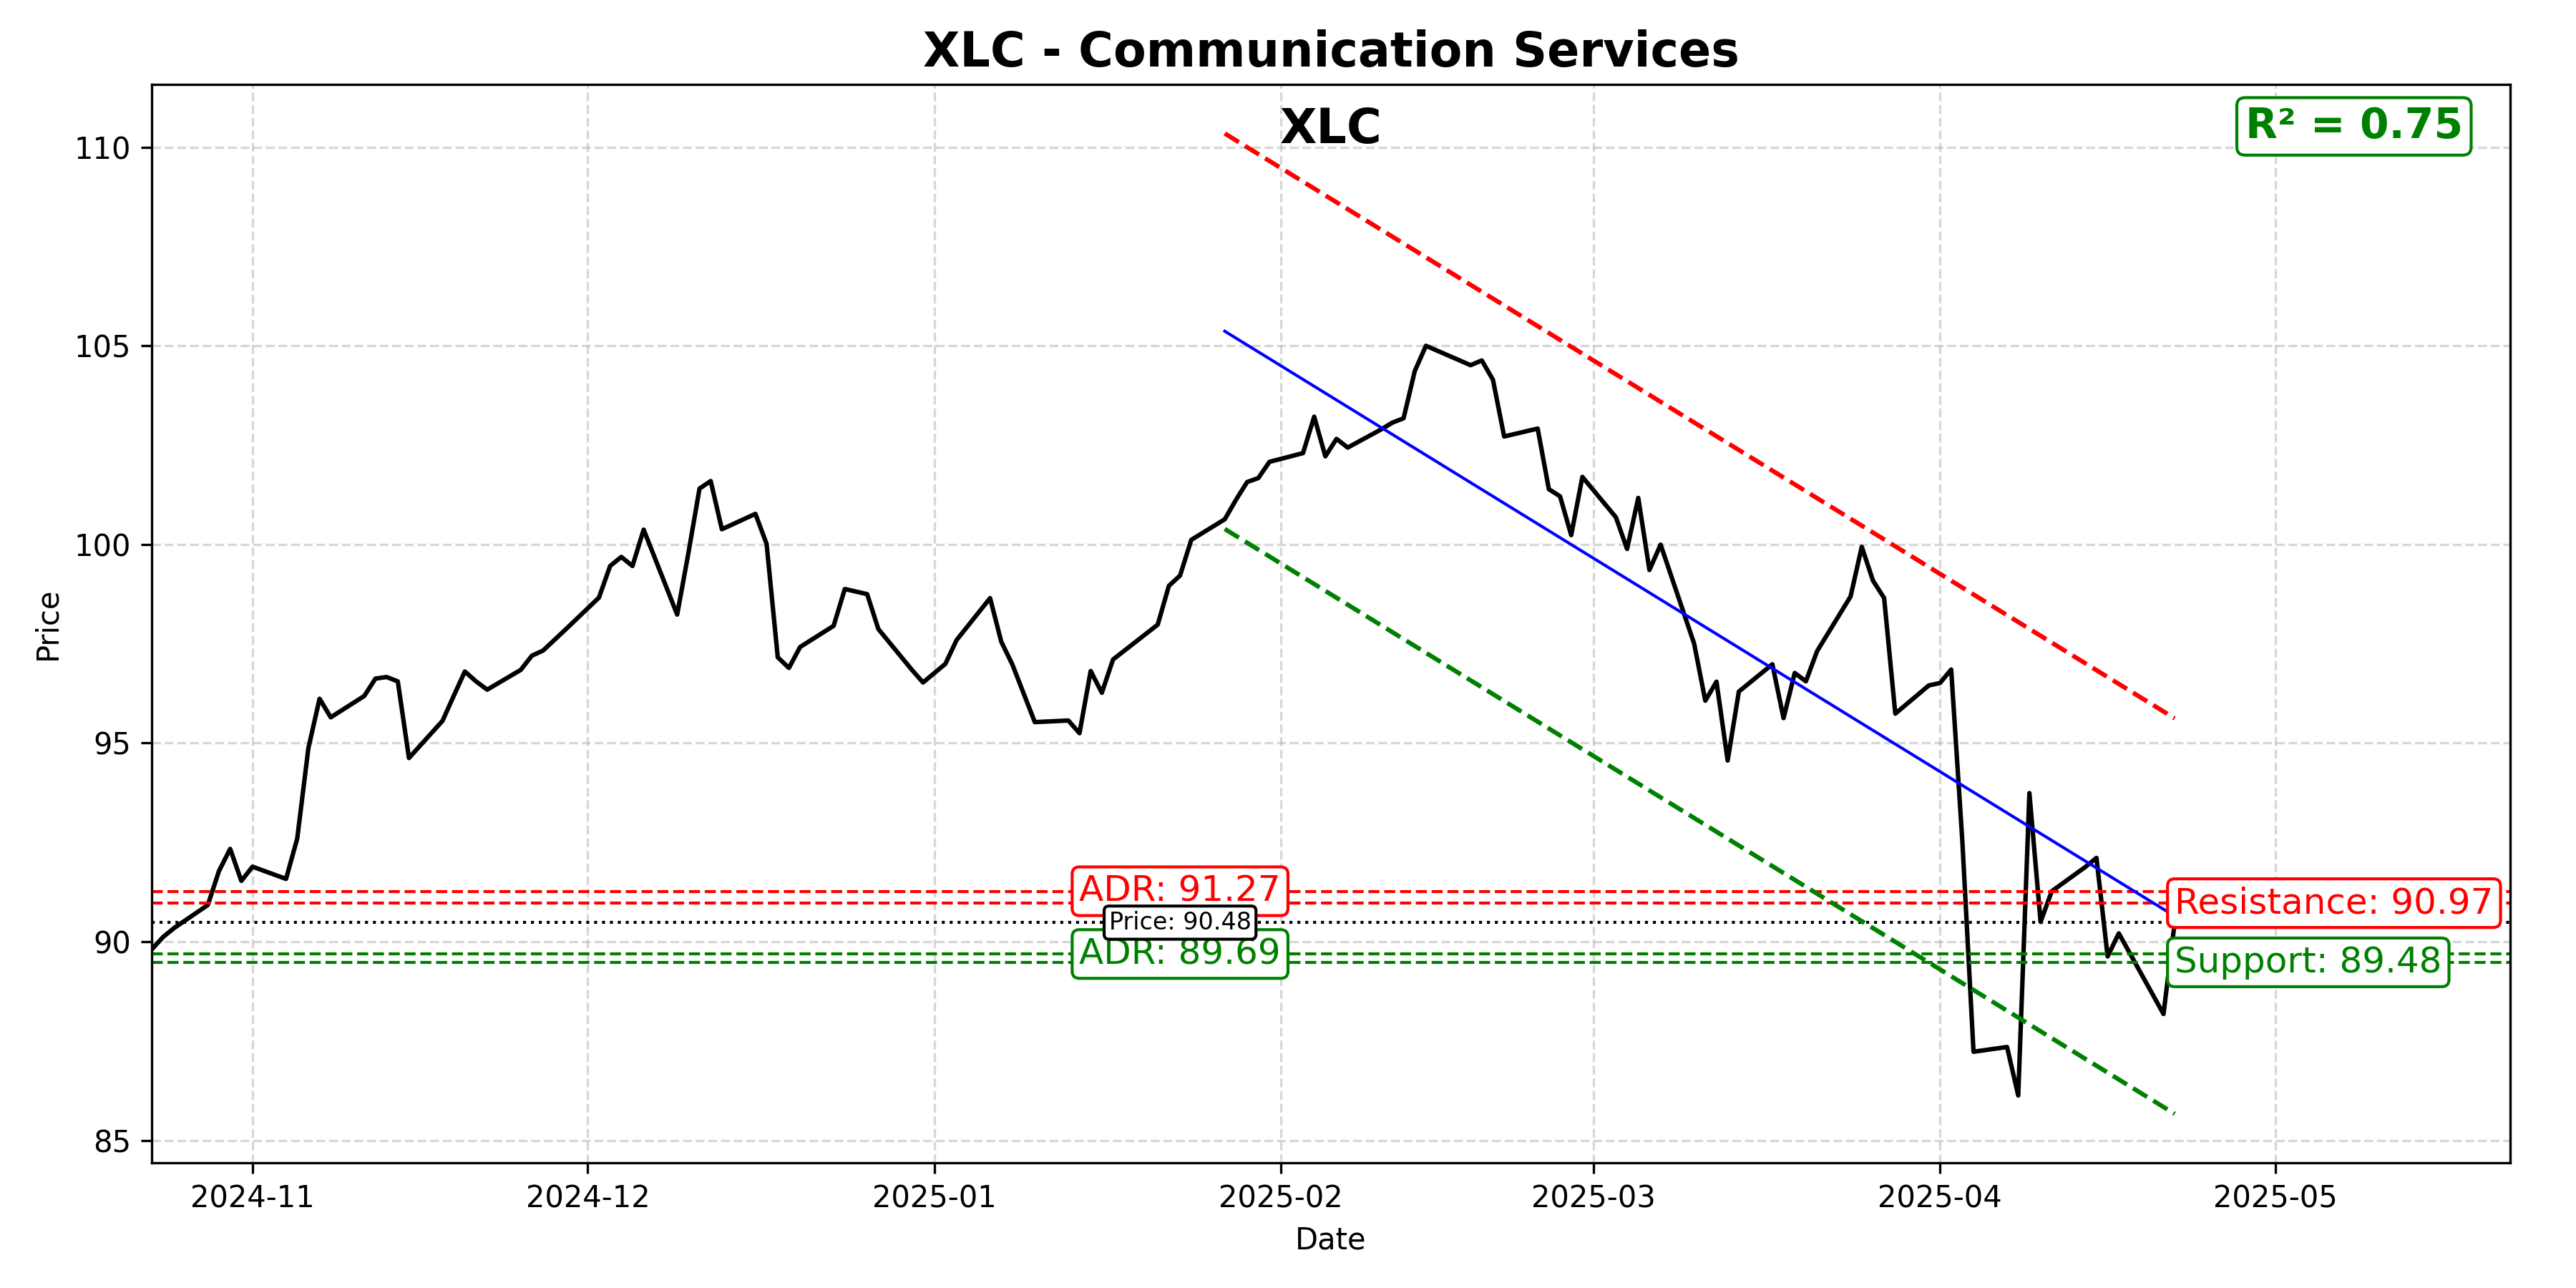 XLC - Communication Services
XLC
R² = 0.75
110
105
100
95
90
85
Price
ADR: 91.27
Resistance: 90.97
Price: 90.48
ADR: 89.69
Support: 89.48
2024-11
2024-12
2025-01
2025-02
2025-03
2025-04
2025-05
Date